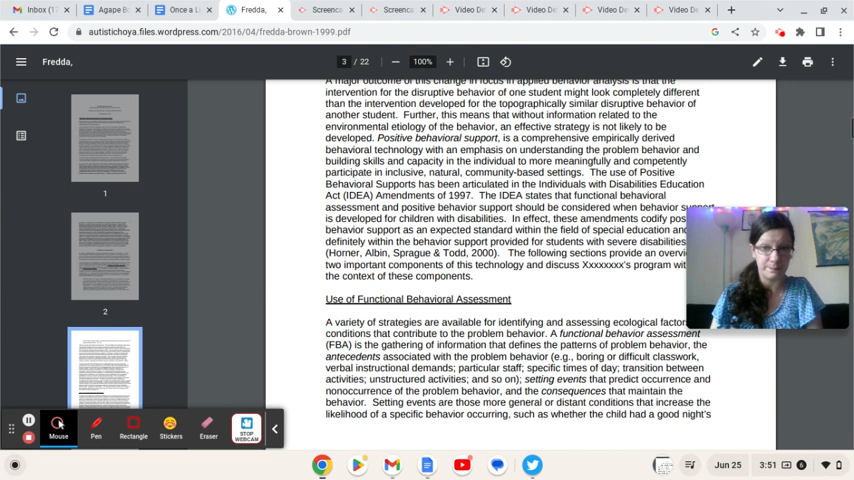 Inbox (17
Agape Bo
Once a Li
Fredda,
Screenca
Screenca
Video De
Video De
Video De
Video De
autistichoya.files.wordpress.com/2016/04/fredda-brown-1999.pdf
Fredda,
3 / 22
100%
A major outcome of this change in focus in applied behavior analysis is that the
intervention for the disruptive behavior of one student might look completely different
than the intervention developed for the topographically similar disruptive behavior of
another student. Further, this means that without information related to the
environmental etiology of the behavior, an effective strategy is not likely to be
developed. Positive behavioral support, is a comprehensive empirically derived
behavioral technology with an emphasis on understanding the problem behavior and
building skills and capacity in the individual to more meaningfully and competently
participate in inclusive, natural, community-based settings. The use of Positive
Behavioral Supports has been articulated in the Individuals with Disabilities Education
Act (IDEA) Amendments of 1997. The IDEA states that functional behavioral
assessment and positive behavior support should be considered when behavior support
is developed for children with disabilities. In effect, these amendments codify pos
behavior support as an expected standard within the field of special education and
definitely within the behavior support provided for students with severe disabilities
(Horner, Albin, Sprague & Todd, 2000). The following sections provide an overvie
two important components of this technology and discuss Xxxxxxxx's program wit
the context of these components.
Use of Functional Behavioral Assessment
A variety of strategies are available for identifying and assessing ecological factor
conditions that contribute to the problem behavior. A functional behavior assessment
(FBA) is the gathering of information that defines the patterns of problem behavior, the
antecedents associated with the problem behavior (e.g., boring or difficult classwork,
verbal instructional demands; particular staff; specific times of day; transition between
activities; unstructured activities; and so on); setting events that predict occurrence and
nonoccurrence of the problem behavior, and the consequences that maintain the
behavior. Setting events are those more general or distant conditions that increase the
likelihood of a specific behavior occurring, such as whether the child had a good night's
1
2
Mouse
Pen
Rectangle
Stickers
Eraser
STOP
WEBCAM
Jun 25
3:51
6